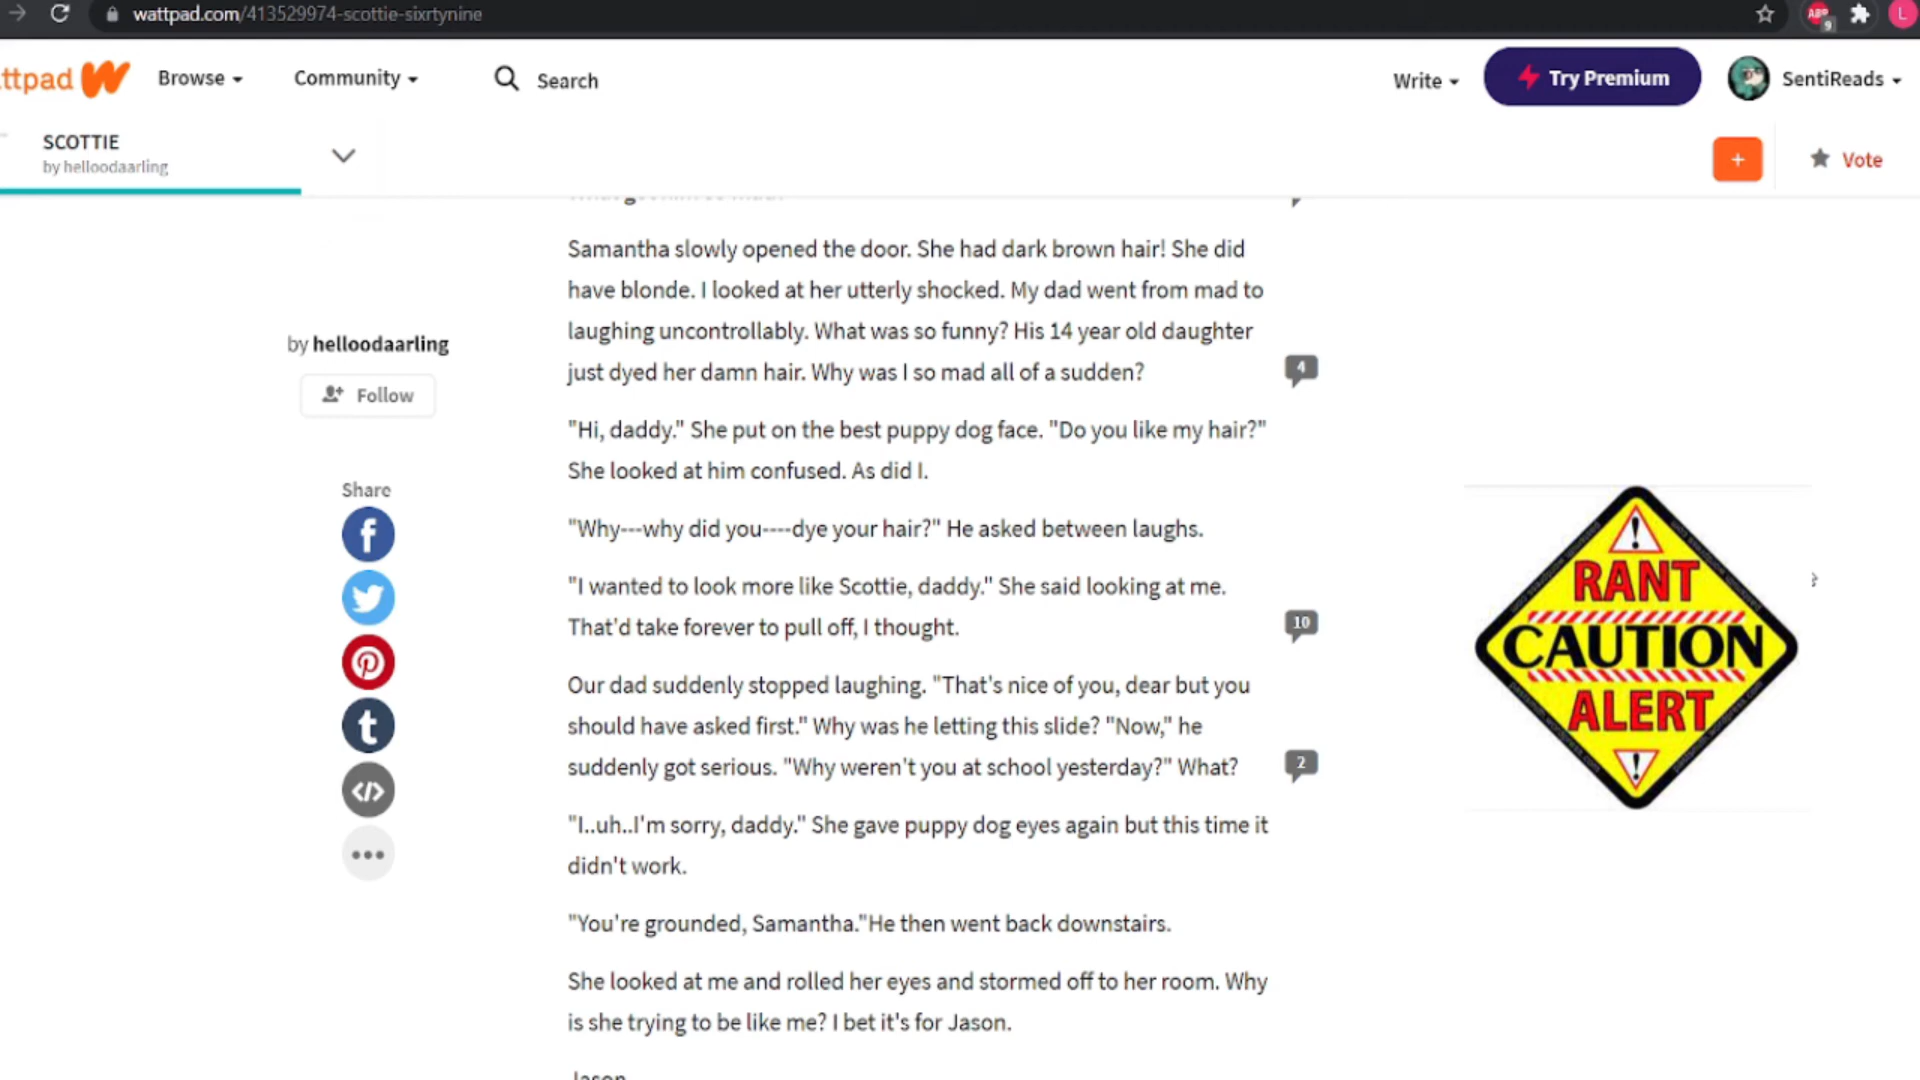 wattpad.com/413529974-scottie-sixrtynine
ABP
9
L
ttpad
Browse
Community
Search
Write
Try Premium
SentiReads
SCOTTIE
by helloodaarling
+
Vote
Samantha slowly opened the door. She had dark brown hair! She did
have blonde. I looked at her utterly shocked. My dad went from mad to
laughing uncontrollably. What was so funny? His 14 year old daughter
just dyed her damn hair. Why was I so mad all of a sudden?
4
by helloodaarling
Follow
"Hi, daddy." She put on the best puppy dog face. "Do you like my hair?"
She looked at him confused. As did I.
Share
"Why---why did you----dye your hair?" He asked between laughs.
"I wanted to look more like Scottie, daddy." She said looking at me.
That'd take forever to pull off, I thought.
10
Our dad suddenly stopped laughing. "That's nice of you, dear but you
should have asked first." Why was he letting this slide? "Now," he
suddenly got serious. "Why weren't you at school yesterday?" What?
2
"I..uh..I'm sorry, daddy." She gave puppy dog eyes again but this time it
didn't work.
"You're grounded, Samantha."He then went back downstairs.
She looked at me and rolled her eyes and stormed off to her room. Why
is she trying to be like me? I bet it's for Jason.
Jason
!
RANT
CAUTION
ALERT
!